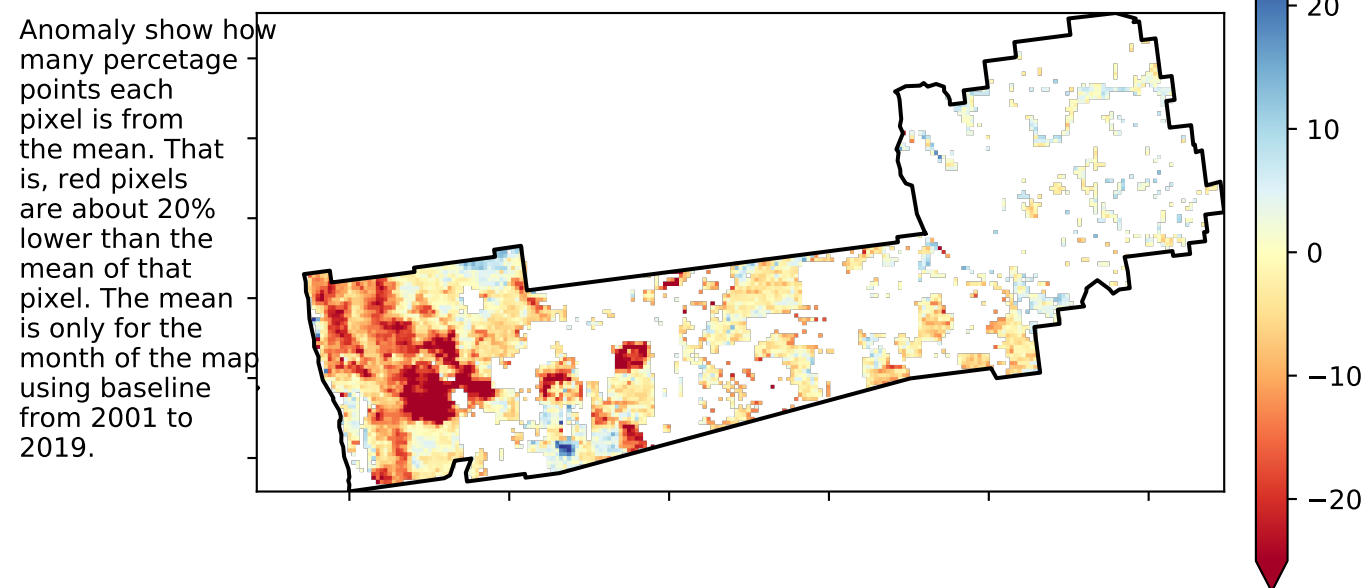 Anomaly show how
many percetage
points each
pixel is from
the mean. That
is, red pixels
are about 20%
lower than the
mean of that
pixel. The mean
is only for the
month of the map
using baseline
from 2001 to
2019.
20
10
0
−10
−20